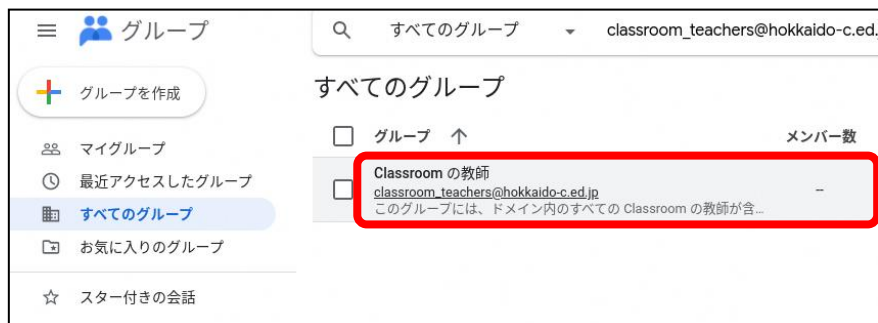 グループ
すべてのグループ
classroom_teachers@hokkaido-c.ed.
グループを作成
すべてのグループ
グループ
メンバー数
マイグループ
最近アクセスしたグループ
すべてのグループ
お気に入りのグループ
スター付きの会話
Classroom の教師
classroom_teachers@hokkaido-c.ed.jp
–
このグループには、ドメイン内のすべての Classroom の教師が含...